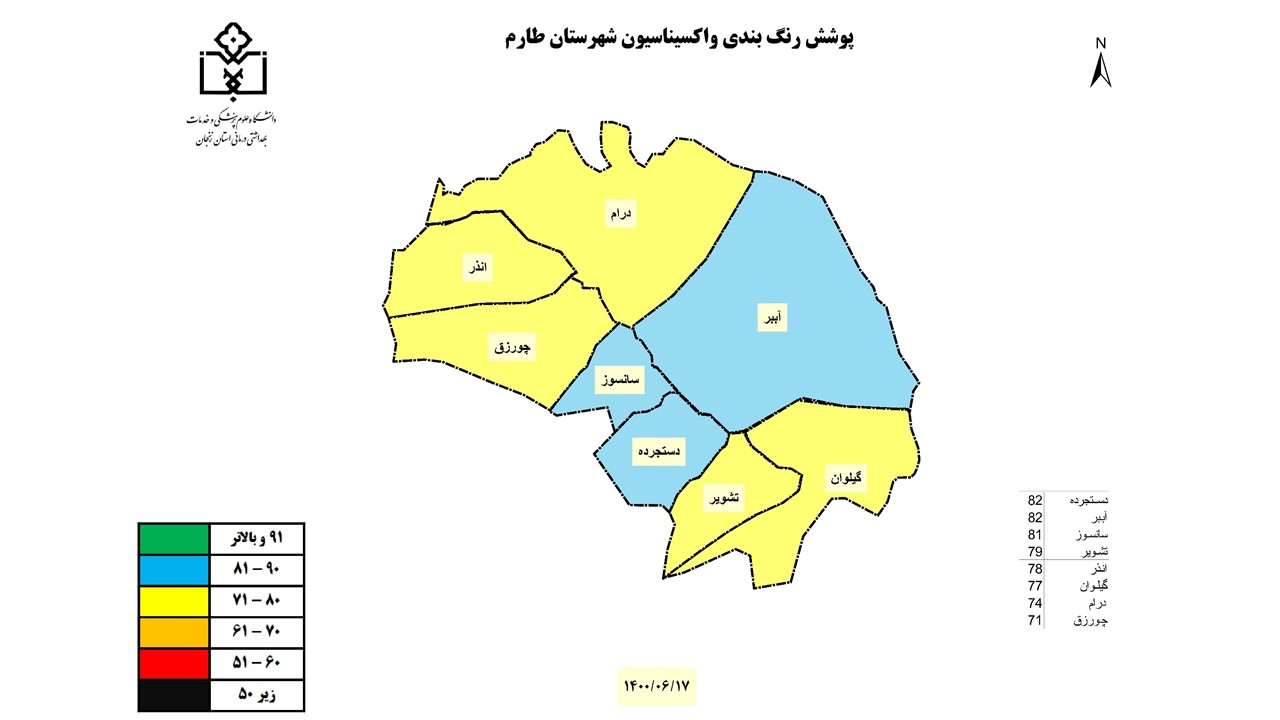 پوشش رنگ بندی واکسیناسیون شهرستان طارم
N
دانشگاه علوم پزشکی و خدمات
بهداشتی درمانی استان زنجان
درام
انذر
آببر
چورزق
سانسوز
دستجرده
گیلوان
تشویر
دستجرده 82
آببر 82
سانسوز 81
تشویر 79
انذر 78
گیلوان 77
درام 74
چورزق 71
۹۱ و بالاتر
۸۱ – ۹۰
۷۱ – ۸۰
۶۱ – ۷۰
۵۱ – ۶۰
زیر ۵۰
۱۴۰۰/۰۶/۱۷